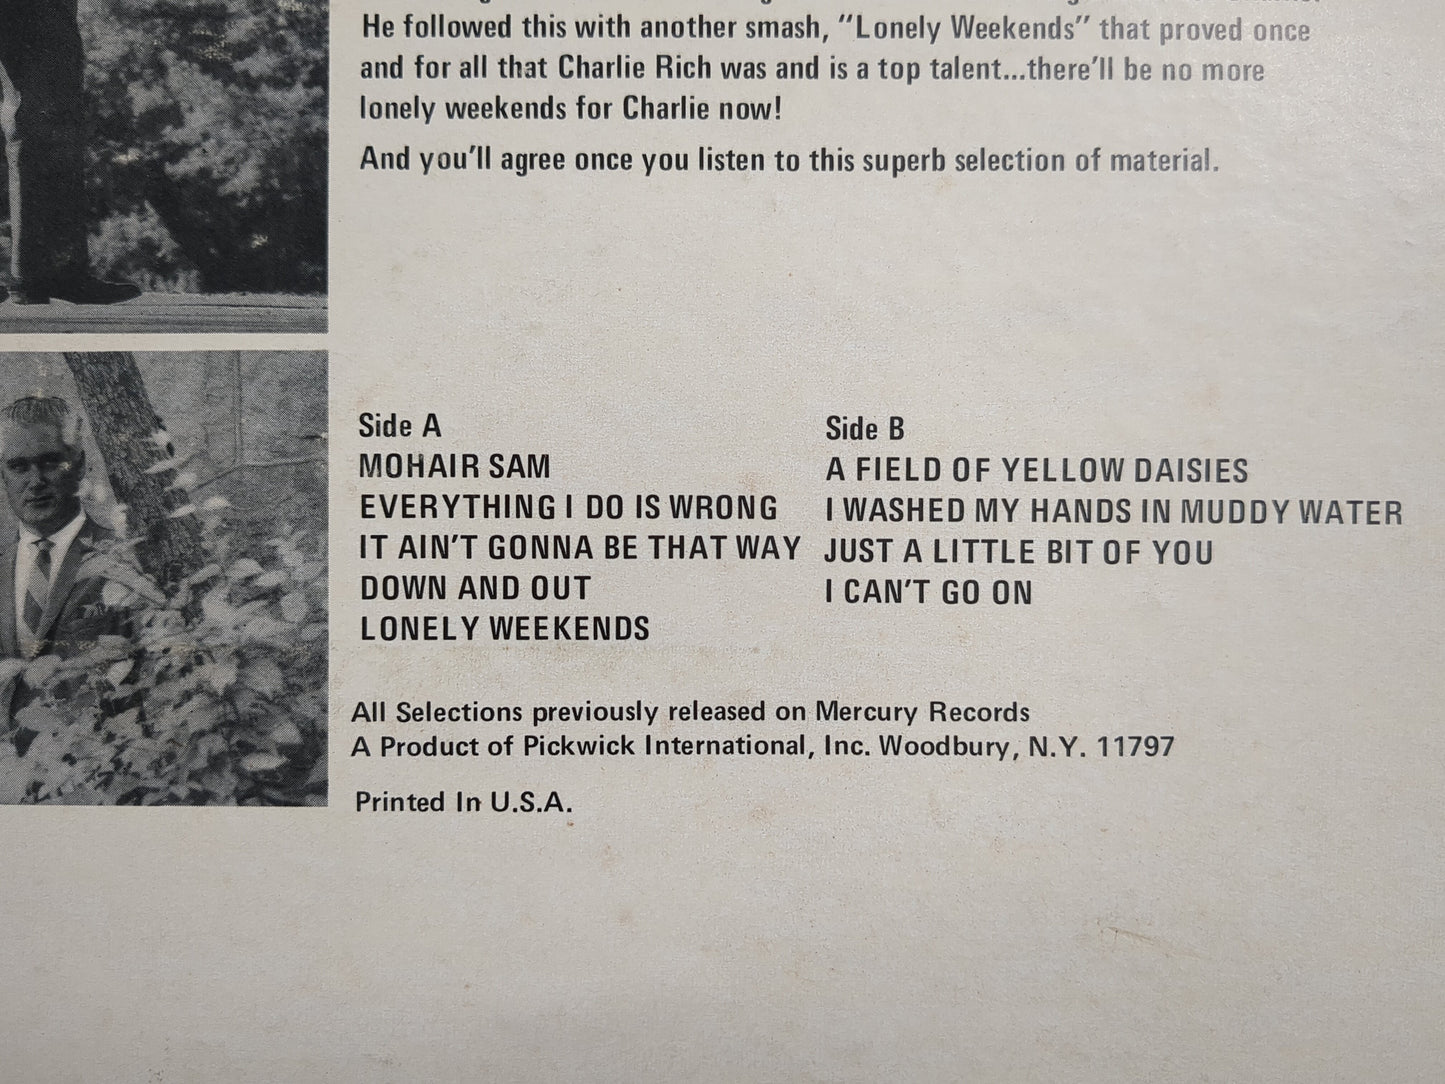 He followed this with another smash, "Lonely Weekends" that proved once
and for all that Charlie Rich was and is a top talent...there'll be no more
lonely weekends for Charlie now!
And you'll agree once you listen to this superb selection of material.
Side A
MOHAIR SAM
EVERYTHING I DO IS WRONG
IT AIN'T GONNA BE THAT WAY
DOWN AND OUT
LONELY WEEKENDS
Side B
A FIELD OF YELLOW DAISIES
I WASHED MY HANDS IN MUDDY WATER
JUST A LITTLE BIT OF YOU
I CAN'T GO ON
All Selections previously released on Mercury Records
A Product of Pickwick International, Inc. Woodbury, N.Y. 11797
Printed In U.S.A.